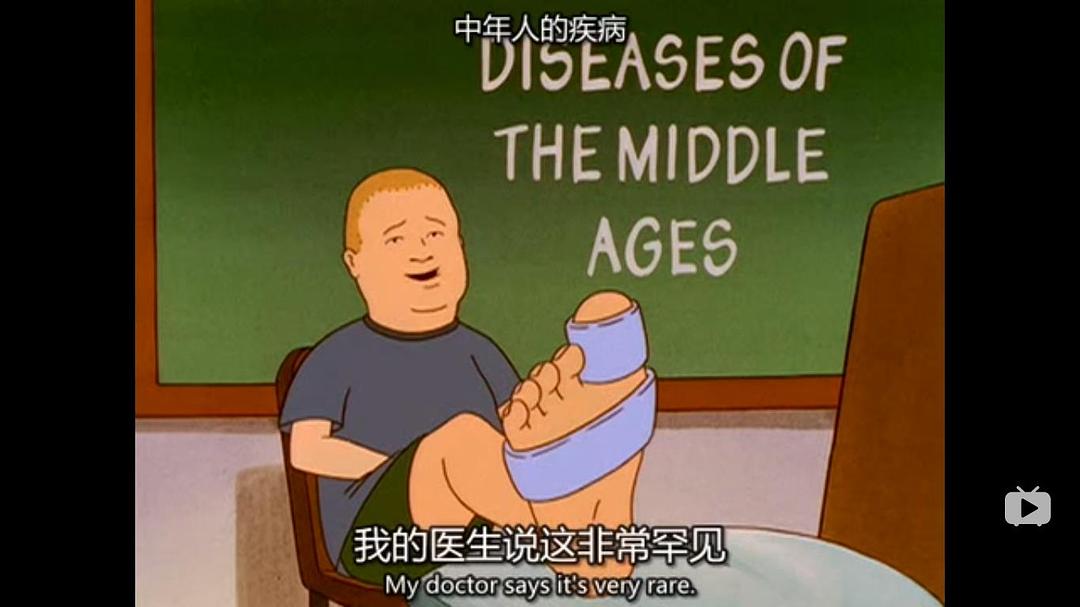 中年人的疾病
DISEASES OF
THE MIDDLE
AGES
我的医生说这非常罕见
My doctor says it's very rare.